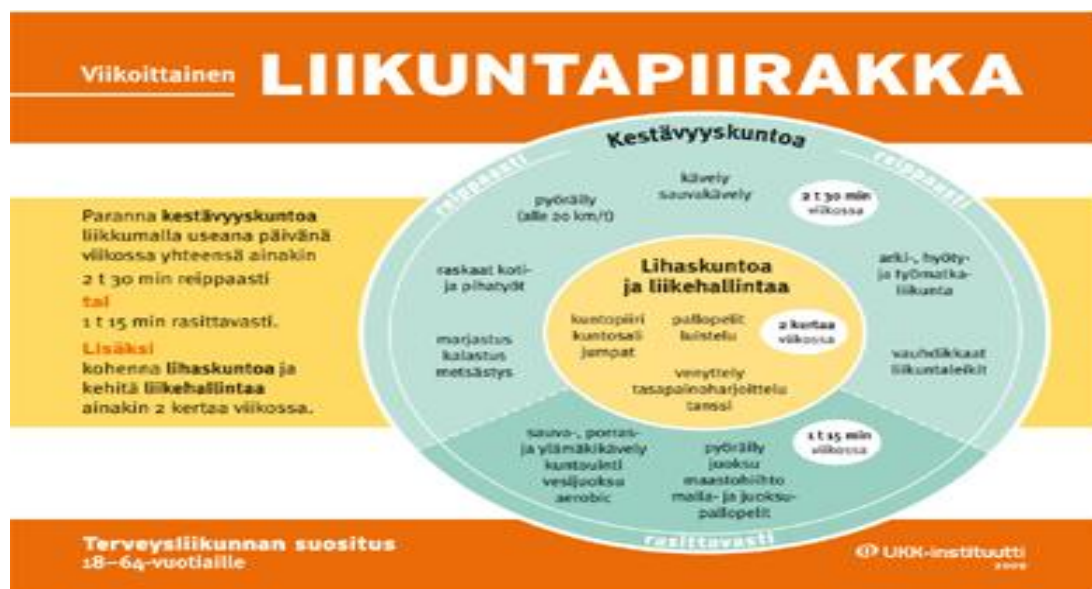 Viikoittainen LIIKUNTAPIIRAKKA
Paranna kestävyyskuntoa
liikkumalla useana päivänä
viikossa yhteensä ainakin
2 t 30 min reippaasti
tai
1 t 15 min rasittavasti.
Lisäksi
kohenna lihaskuntoa ja
kehitä liikehallintaa
ainakin 2 kertaa viikossa.
Kestävyyskuntoa
reippaasti
reippaasti
kävely
sauvakävely
2 t 30 min
viikossa
pyöräily
(alle 20 km/t)
raskaat koti-
ja pihatyöt
marjastus
kalastus
metsästys
arki-, hyöty-
ja työmatka-
liikunta
vauhdikkaat
liikuntaleikit
Lihaskuntoa
ja liikehallintaa
kuntopiiri
kuntosali
jumpat
pallopelit
luistelu
2 kertaa
viikossa
venyttely
tasapainoharjoittelu
tanssi
sauva-, porras-
ja ylämäkikävely
kuntouinti
vesijuoksu
aerobic
pyöräily
juoksu
maastohiihto
maila- ja juoksu-
pallopelit
1 t 15 min
viikossa
rasittavasti
Terveysliikunnan suositus
18–64-vuotiaille
UKK-instituutti
2009